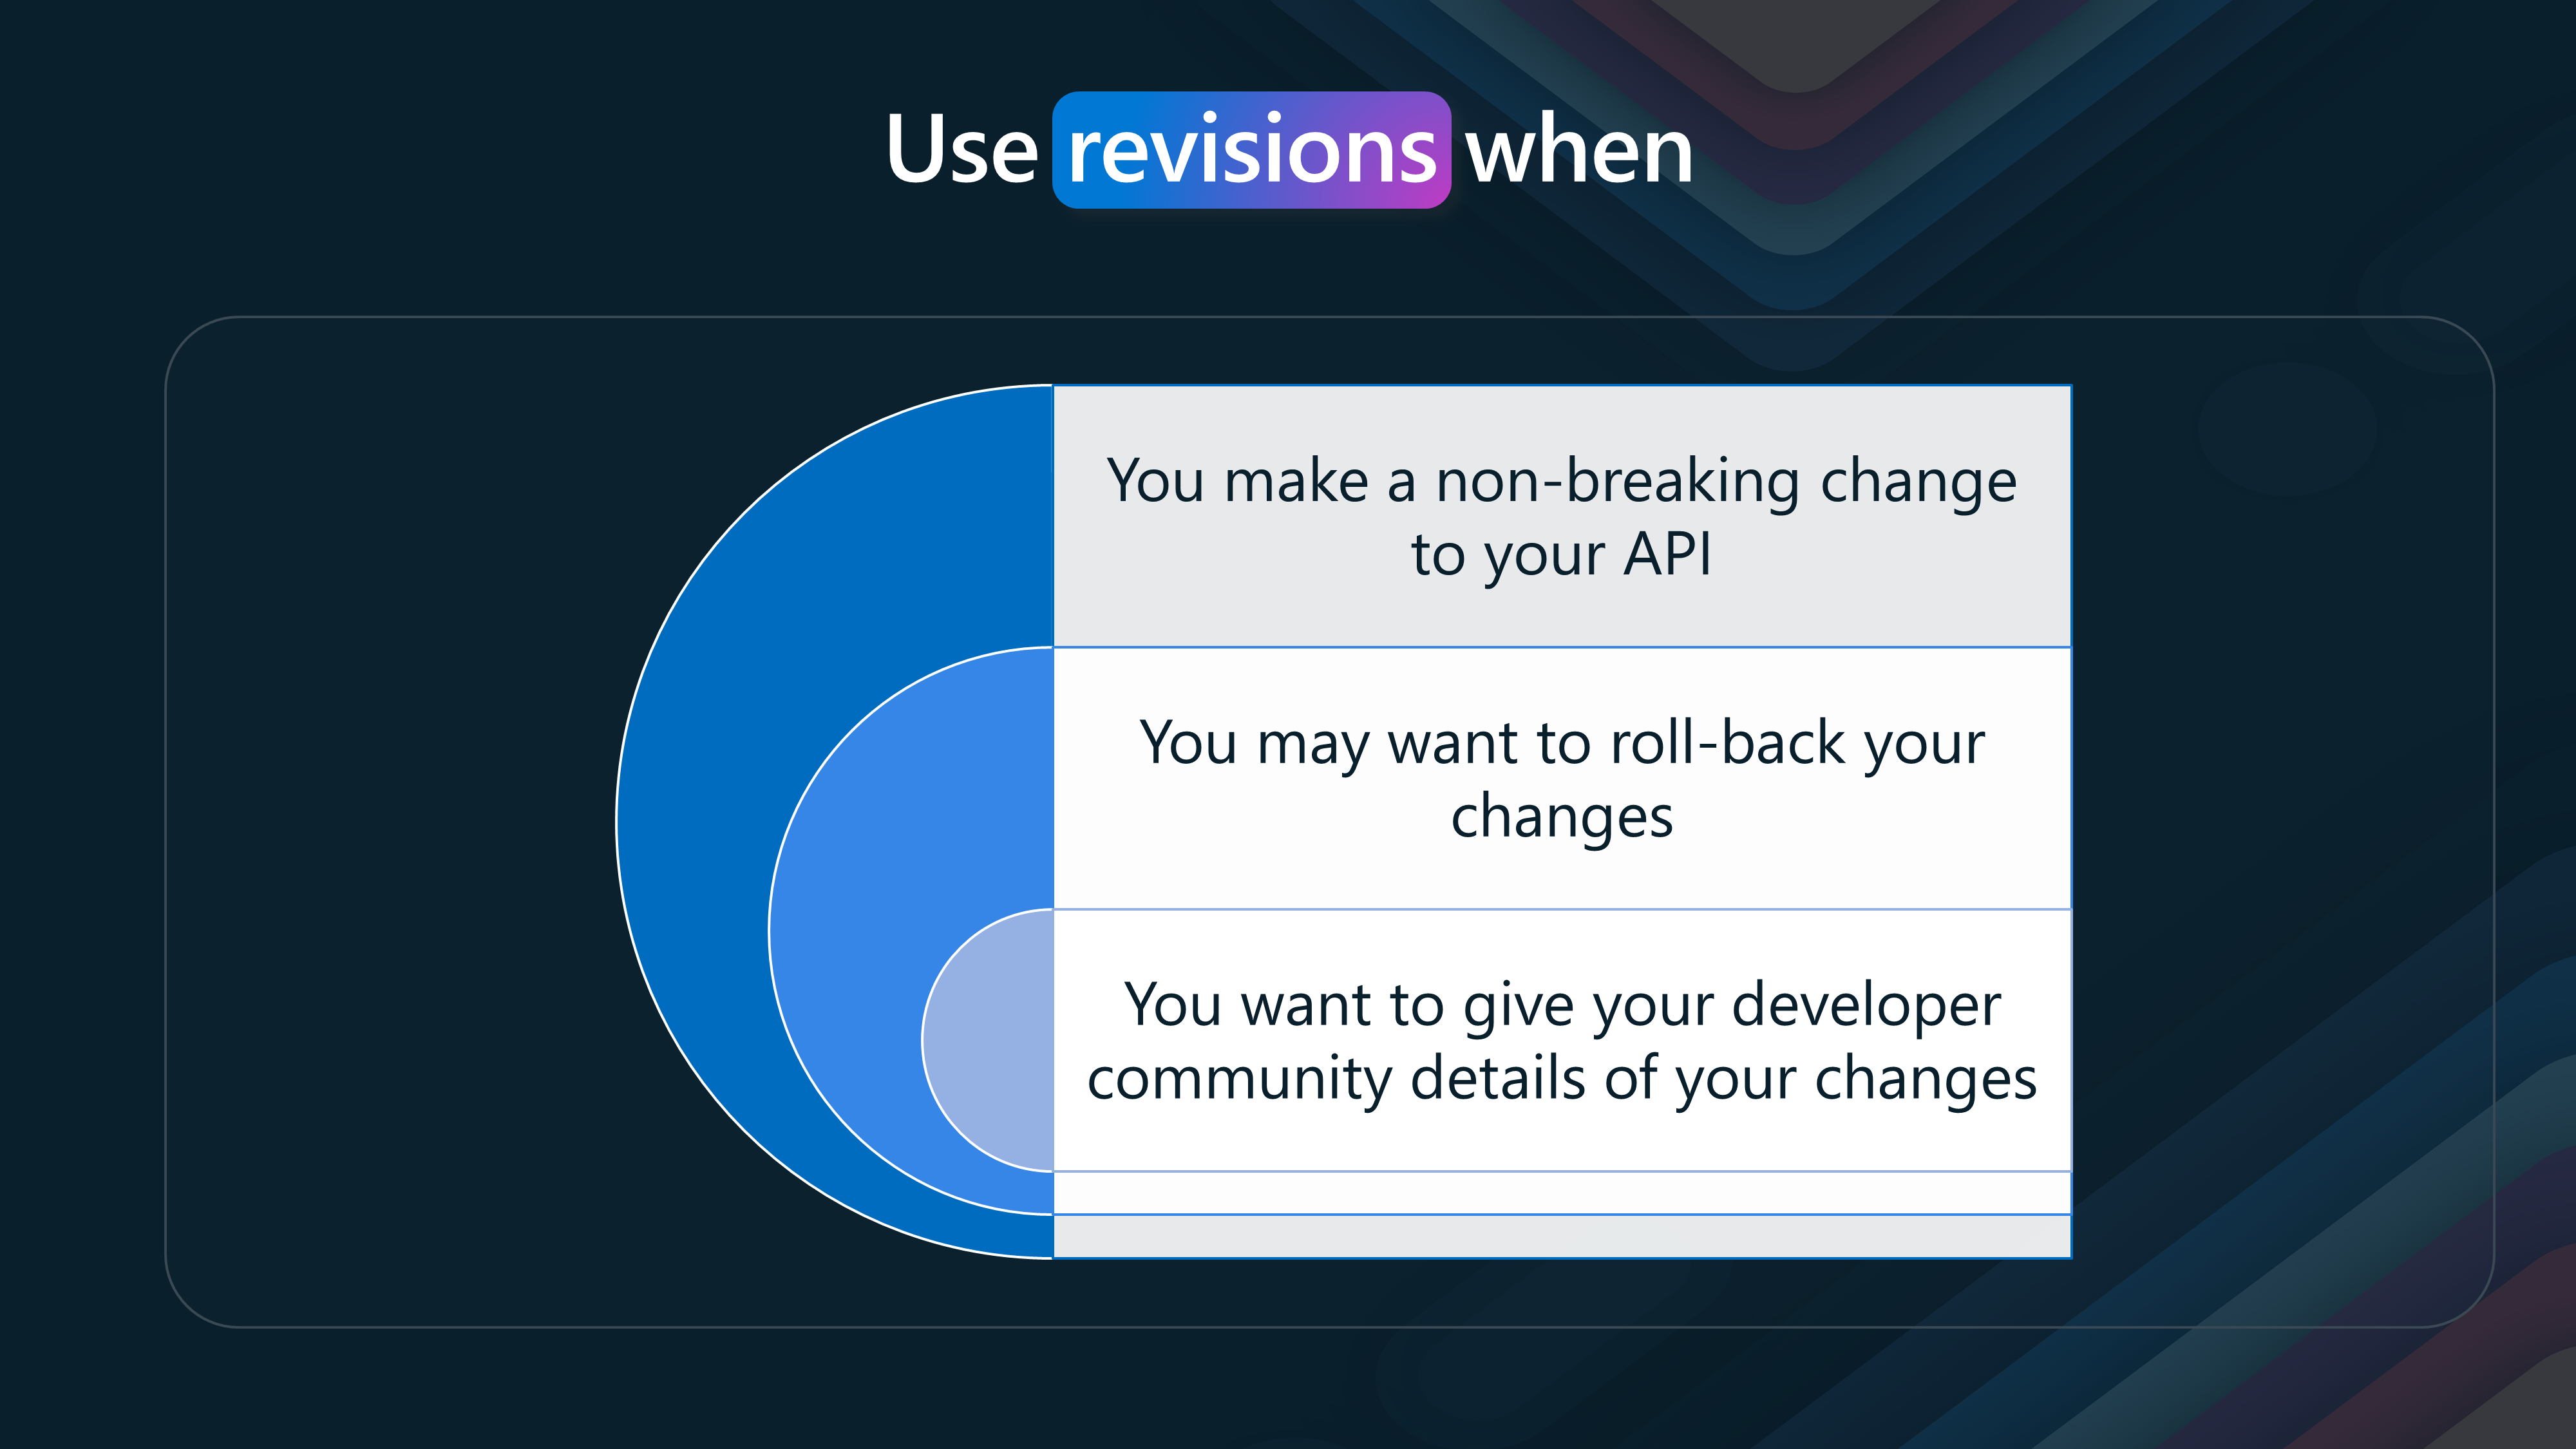 Use revisions when
You make a non-breaking change
to your API
You may want to roll-back your
changes
You want to give your developer
community details of your changes